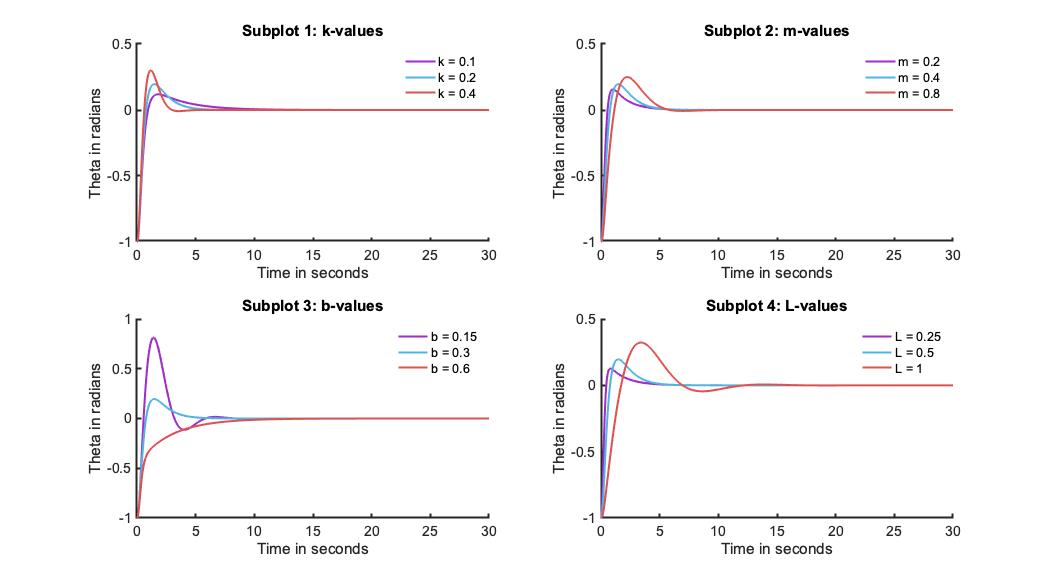 Subplot 1: k-values
0.5
0
-0.5
-1
Theta in radians
k = 0.1
k = 0.2
k = 0.4
0 5 10 15 20 25 30
Time in seconds
Subplot 2: m-values
0.5
0
-0.5
-1
Theta in radians
m = 0.2
m = 0.4
m = 0.8
0 5 10 15 20 25 30
Time in seconds
Subplot 3: b-values
1
0.5
0
-0.5
-1
Theta in radians
b = 0.15
b = 0.3
b = 0.6
0 5 10 15 20 25 30
Time in seconds
Subplot 4: L-values
0.5
0
-0.5
-1
Theta in radians
L = 0.25
L = 0.5
L = 1
0 5 10 15 20 25 30
Time in seconds